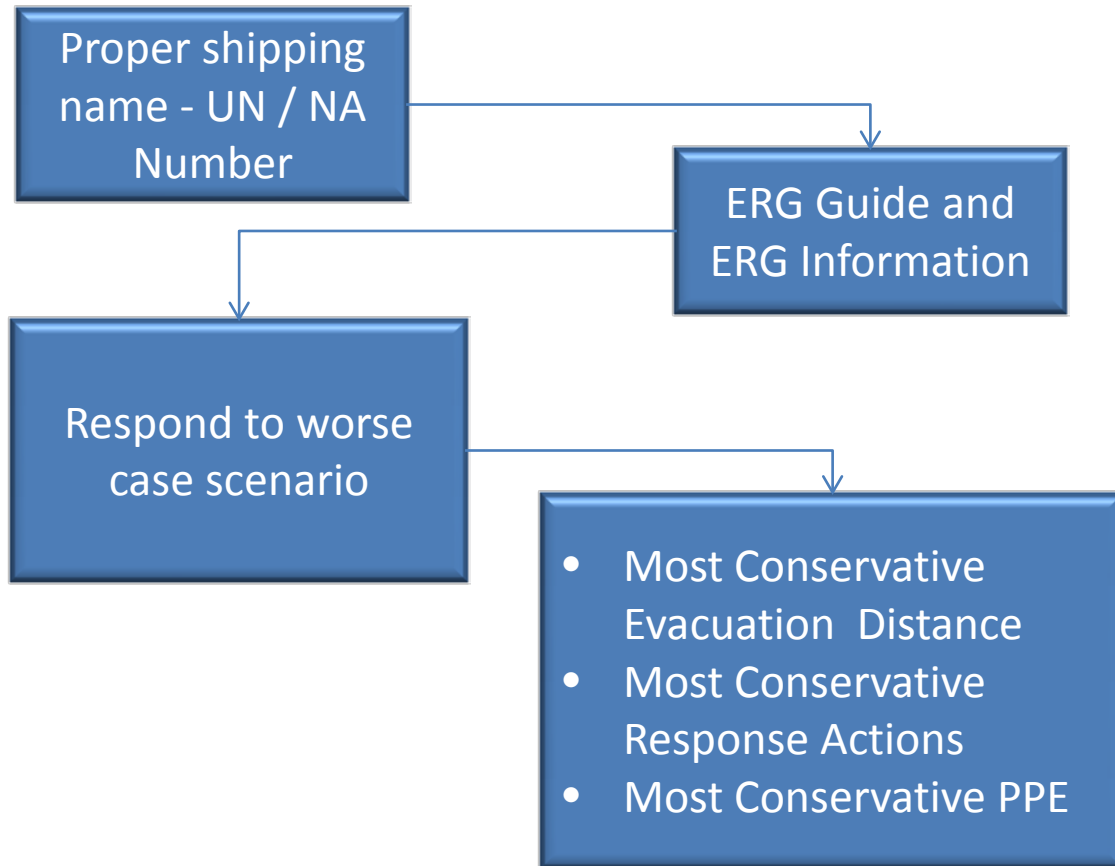 Proper shipping
name - UN / NA
Number
ERG Guide and
ERG Information
Respond to worse
case scenario
• Most Conservative
Evacuation Distance
• Most Conservative
Response Actions
• Most Conservative PPE